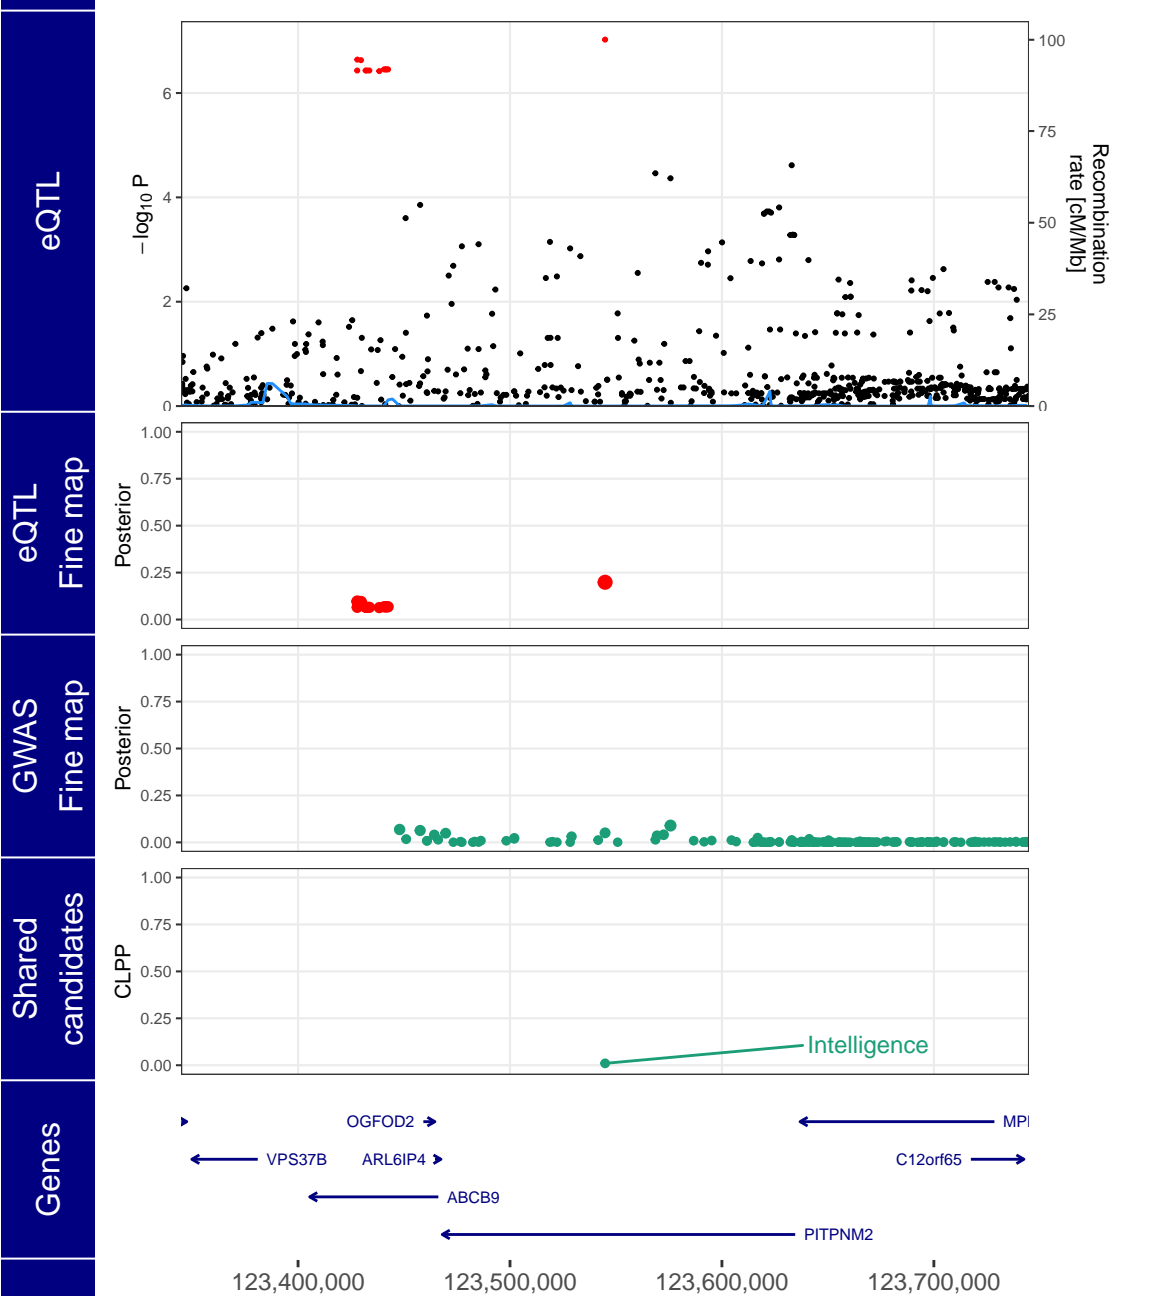 eQTL
−log10 P
6
4
2
0
100
75
50
25
0
Recombination
rate [cM/Mb]
eQTL
Fine map
Posterior
1.00
0.75
0.50
0.25
0.00
GWAS
Fine map
Posterior
1.00
0.75
0.50
0.25
0.00
Shared
candidates
CLPP
1.00
0.75
0.50
0.25
0.00
Intelligence
Genes
OGFOD2
MPI
VPS37B
ARL6IP4
C12orf65
ABCB9
PITPNM2
123,400,000
123,500,000
123,600,000
123,700,000